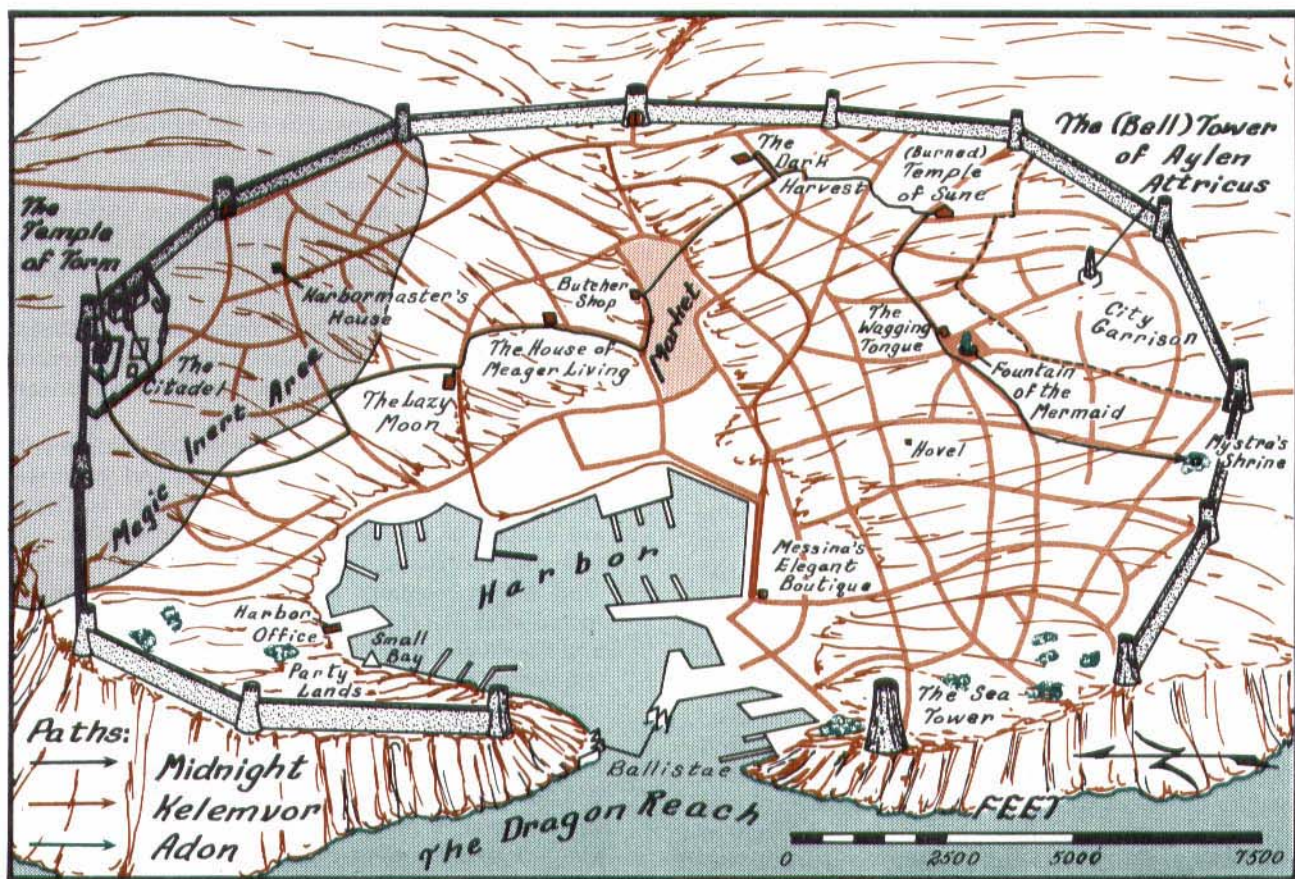 The (Bell) Tower
of Aylen
Attricus
The
Dark
Harvest
(Burned)
Temple
of Sune
The
Temple
of Torm
Harbormaster's
House
Butcher
Shop
Market
City
Garrison
The
Wagging
Tongue
The House of
Meager Living
The
Citadel
Magic Inert Area
The Lazy
Moon
Fountain
of the
Mermaid
Hovel
Mystra's
Shrine
Harbor
Messina's
Elegant
Boutique
Harbor
Office
Small
Bay
Party
Lands
The Sea
Tower
Ballistae
The Dragon Reach
Paths:
Midnight
Kelemvor
Adon
FEET
0 2500 5000 7500